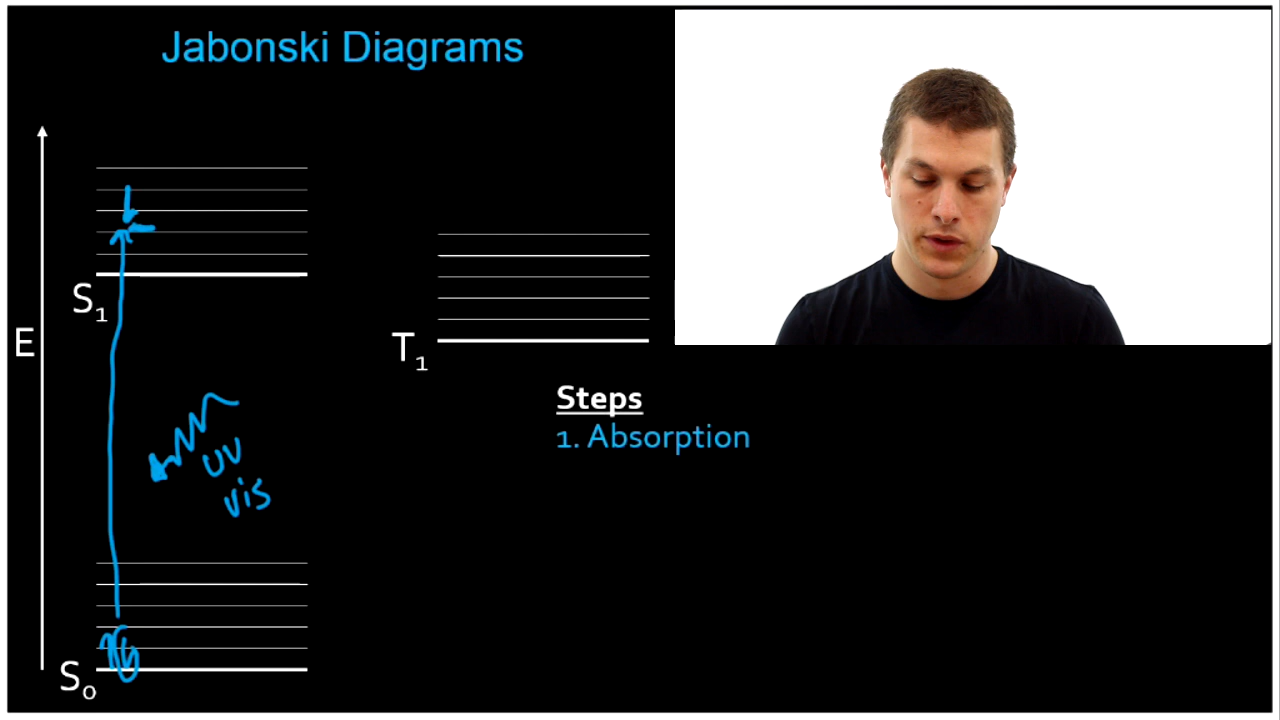 Jabonski Diagrams
S1
E
T1
Steps
1. Absorption
UV
vis
S0